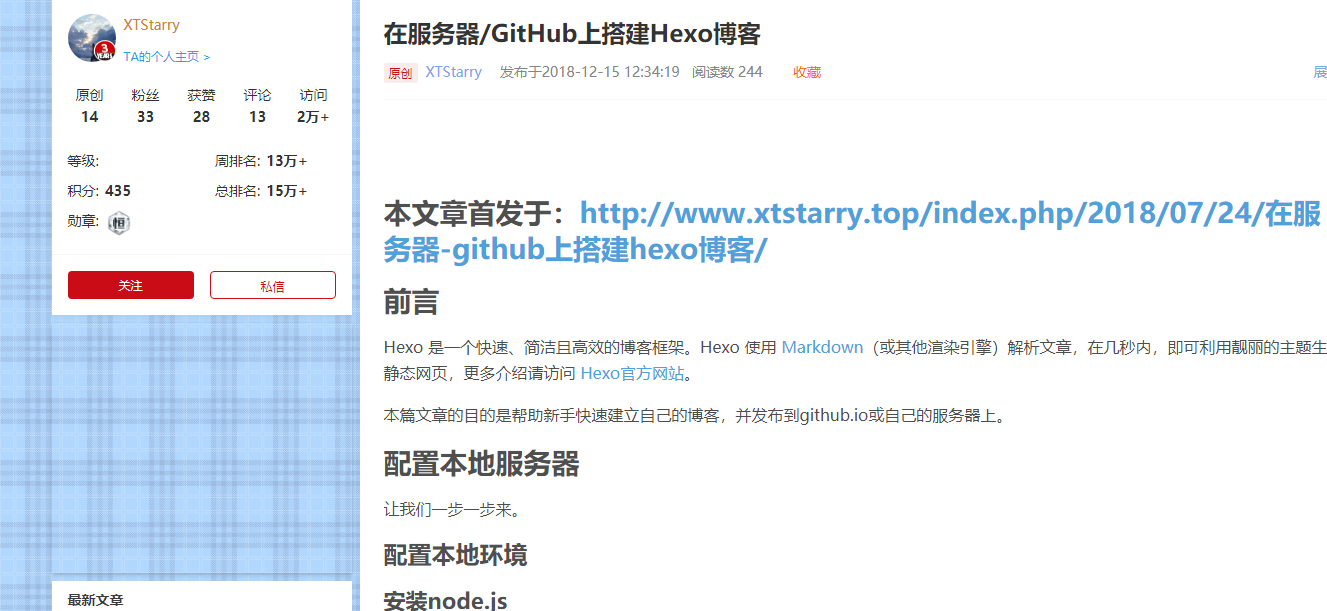 XTStarry
3
YEARS
TA的个人主页 >
原创 粉丝 获赞 评论 访问
14 33 28 13 2万+
等级: 周排名: 13万+
积分: 435 总排名: 15万+
勋章: 恒
关注 私信
最新文章
在服务器/GitHub上搭建Hexo博客
原创 XTStarry 发布于2018-12-15 12:34:19 阅读数 244 收藏 展
本文章首发于：http://www.xtstarry.top/index.php/2018/07/24/在服
务器-github上搭建hexo博客/
前言
Hexo 是一个快速、简洁且高效的博客框架。Hexo 使用 Markdown（或其他渲染引擎）解析文章，在几秒内，即可利用靓丽的主题生
静态网页，更多介绍请访问 Hexo官方网站。
本篇文章的目的是帮助新手快速建立自己的博客，并发布到github.io或自己的服务器上。
配置本地服务器
让我们一步一步来。
配置本地环境
安装node.js